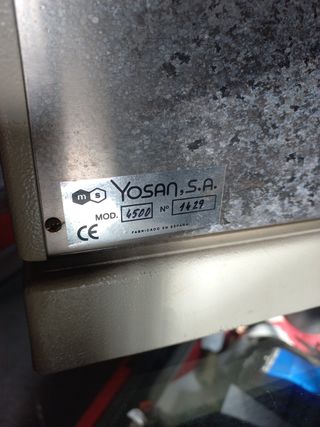 ms YOSAN, S.A.
MOD. 4500 Nº 1429
CE FABRICADO EN ESPAÑA